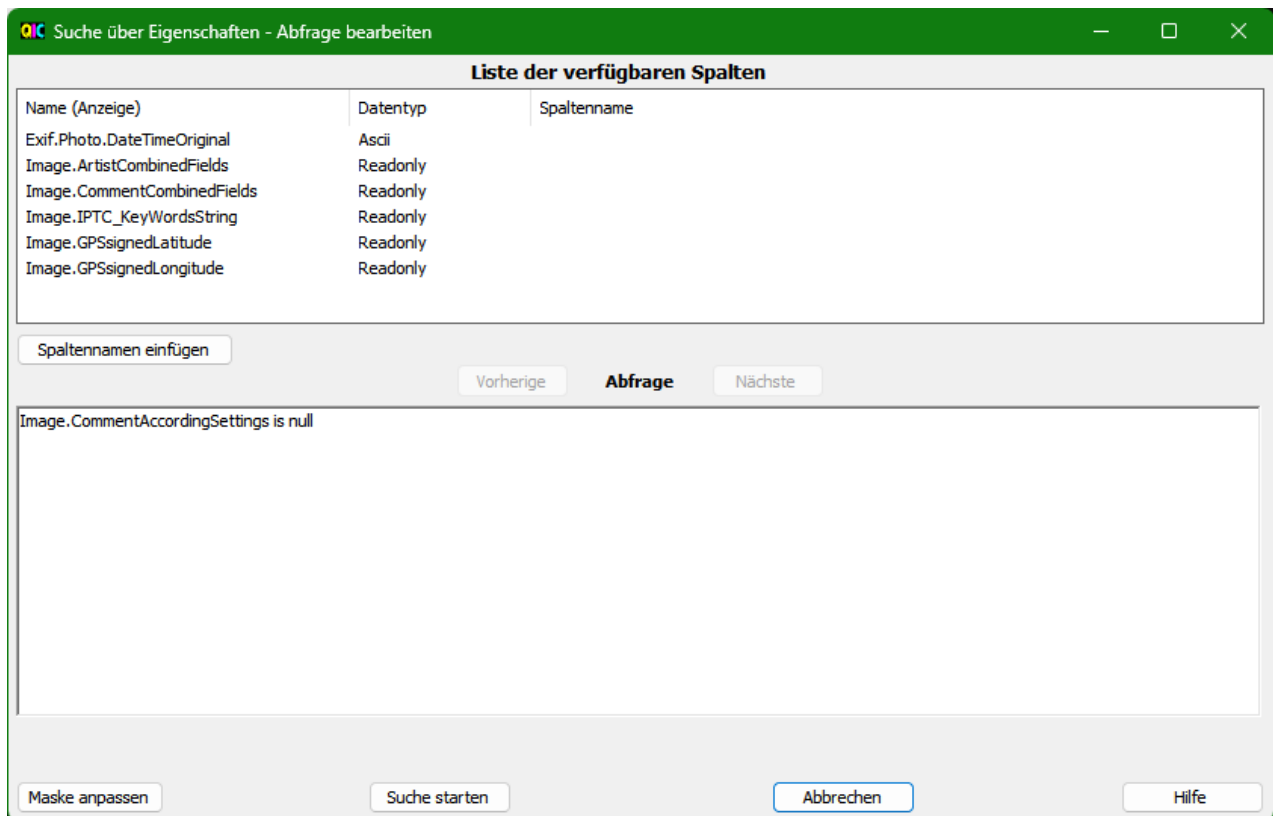 QIC Suche über Eigenschaften - Abfrage bearbeiten
Liste der verfügbaren Spalten
Name (Anzeige) Datentyp Spaltenname
Exif.Photo.DateTimeOriginal Ascii
Image.ArtistCombinedFields Readonly
Image.CommentCombinedFields Readonly
Image.IPTC_KeyWordsString Readonly
Image.GPSsignedLatitude Readonly
Image.GPSsignedLongitude Readonly
Spaltennamen einfügen
Vorherige Abfrage Nächste
Image.CommentAccordingSettings is null
Maske anpassen Suche starten Abbrechen Hilfe